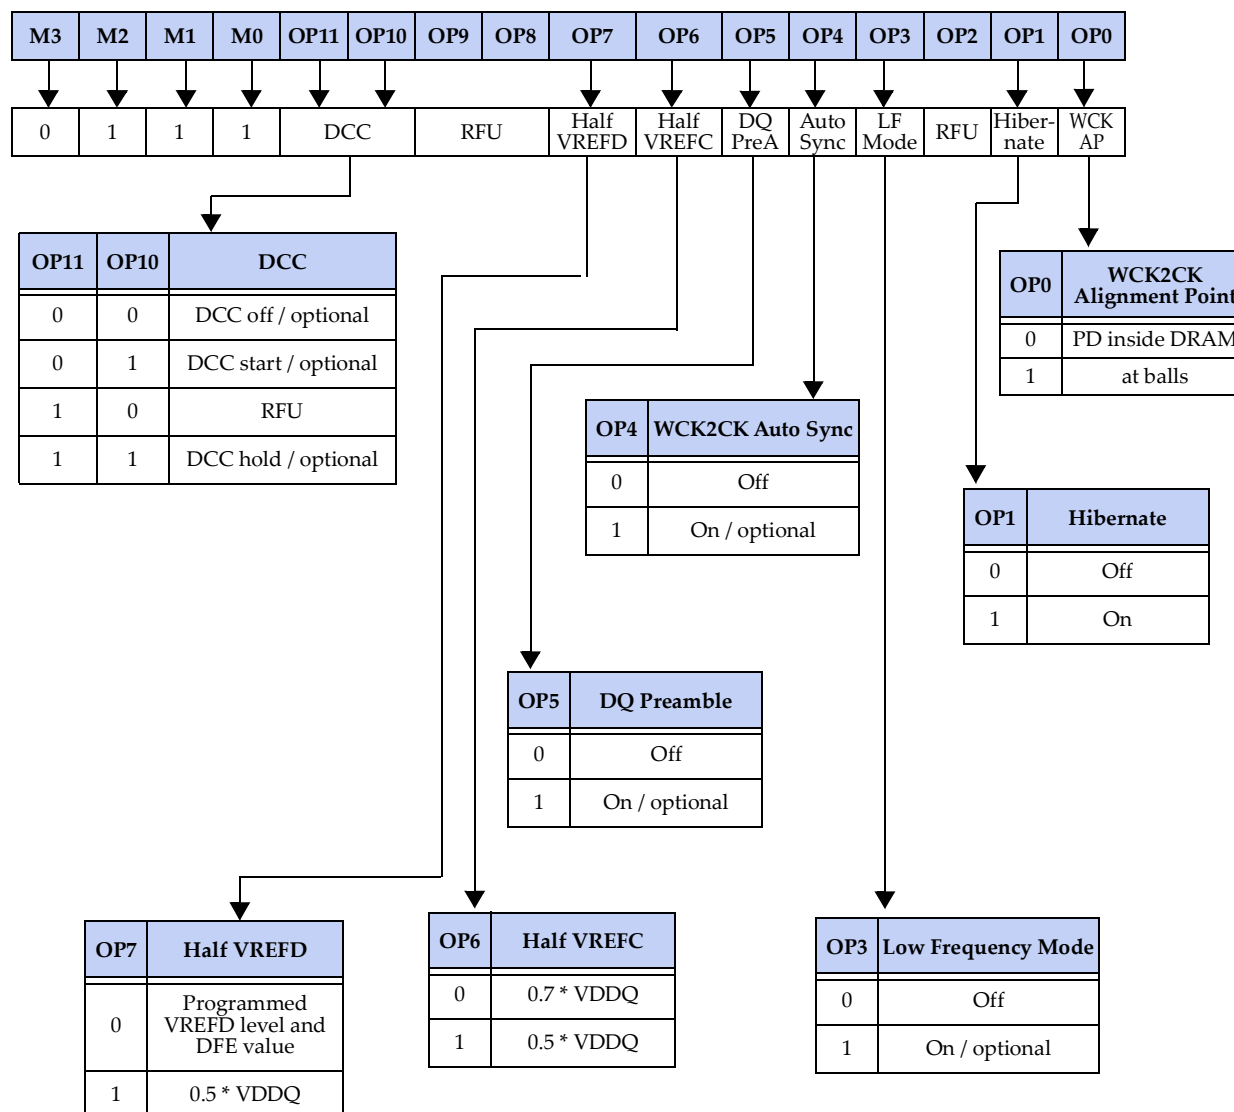 M3 M2 M1 M0 OP11 OP10 OP9 OP8 OP7 OP6 OP5 OP4 OP3 OP2 OP1 OP0
0 1 1 1 DCC RFU Half VREFD Half VREFC DQ PreA Auto Sync LF Mode RFU Hiber-nate WCK AP
OP11 OP10 DCC
0 0 DCC off / optional
0 1 DCC start / optional
1 0 RFU
1 1 DCC hold / optional
OP0 WCK2CK Alignment Point
0 PD inside DRAM
1 at balls
OP4 WCK2CK Auto Sync
0 Off
1 On / optional
OP1 Hibernate
0 Off
1 On
OP5 DQ Preamble
0 Off
1 On / optional
OP7 Half VREFD
0 Programmed VREFD level and DFE value
1 0.5 * VDDQ
OP6 Half VREFC
0 0.7 * VDDQ
1 0.5 * VDDQ
OP3 Low Frequency Mode
0 Off
1 On / optional